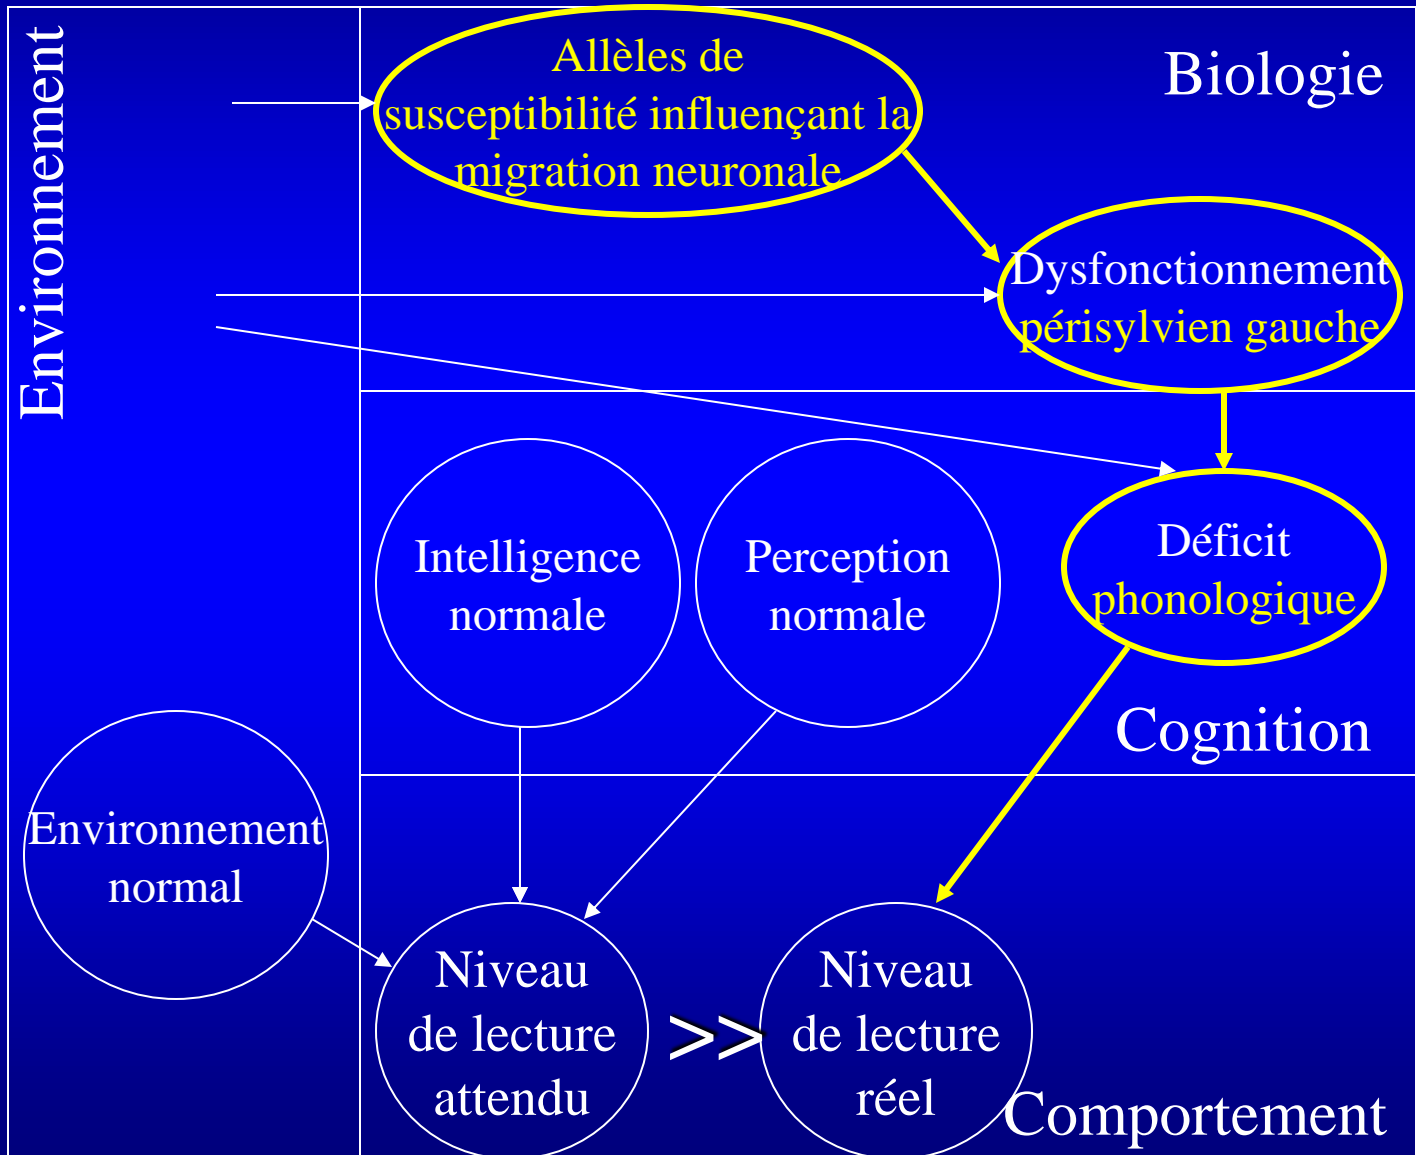 Environnement
Biologie
Allèles de
susceptibilité influençant la
migration neuronale
Dysfonctionnement
périsylvien gauche
Intelligence
normale
Perception
normale
Déficit
phonologique
Cognition
Environnement
normal
Niveau
de lecture
attendu
>>
Niveau
de lecture
réel
Comportement